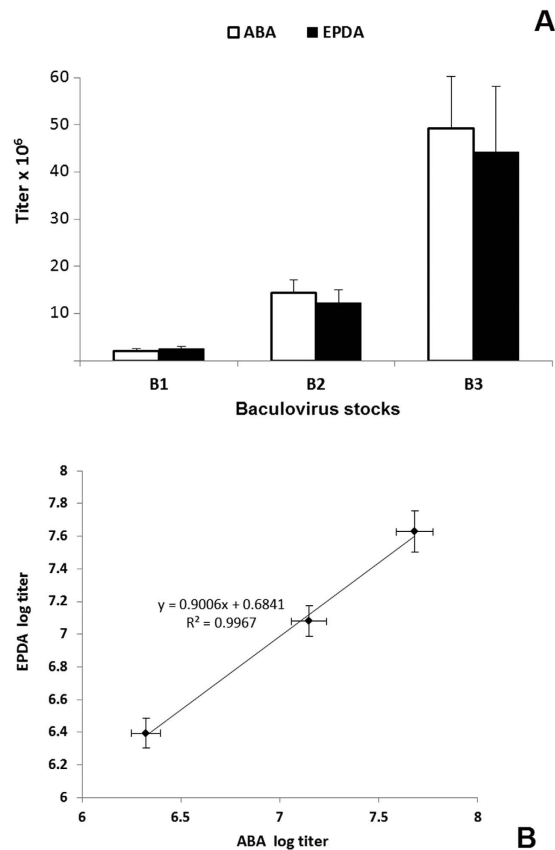 A
ABA EPDA
60
50
40
30
20
10
Titer x 10⁶
B1 B2 B3
Baculovirus stocks
8
7.8
7.6
7.4
7.2
7
6.8
6.6
6.4
6.2
6
EPDA log titer
y = 0.9006x + 0.6841
R² = 0.9967
6 6.5 7 7.5 8
ABA log titer
B